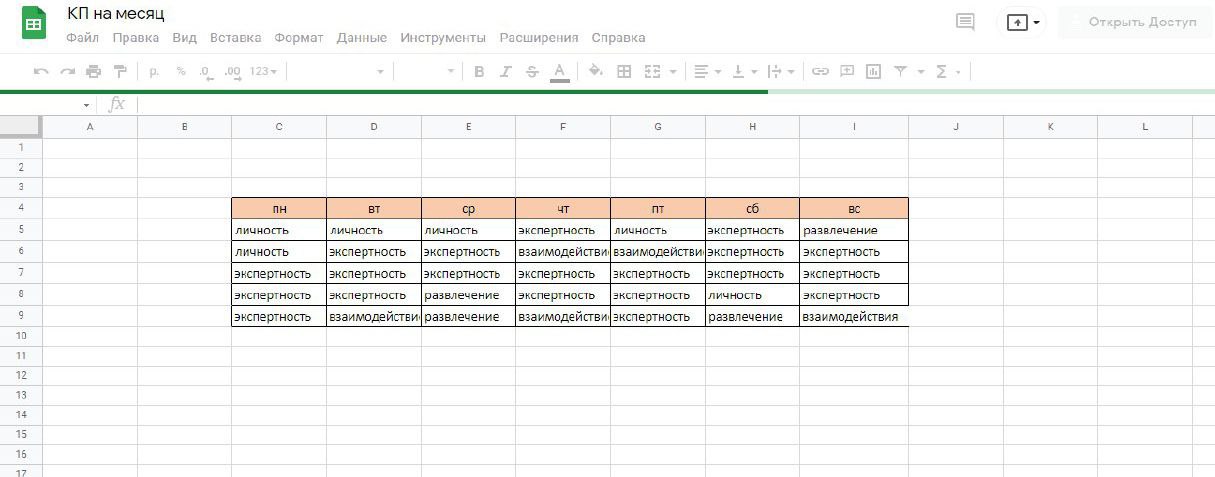 КП на месяц
Файл Правка Вид Вставка Формат Данные Инструменты Расширения Справка
Открыть Доступ
р. % .0 .00 123 B I S A Σ
fx
A B C D E F G H I J K L
1
2
3
4 пн вт ср чт пт сб вс
5 личность личность личность экспертность личность экспертность развлечение
6 личность экспертность экспертность взаимодействи взаимодействи экспертность экспертность
7 экспертность экспертность экспертность экспертность экспертность экспертность экспертность
8 экспертность экспертность развлечение экспертность экспертность личность экспертность
9 экспертность взаимодействи развлечение взаимодействи экспертность развлечение взаимодействия
10
11
12
13
14
15
16
17